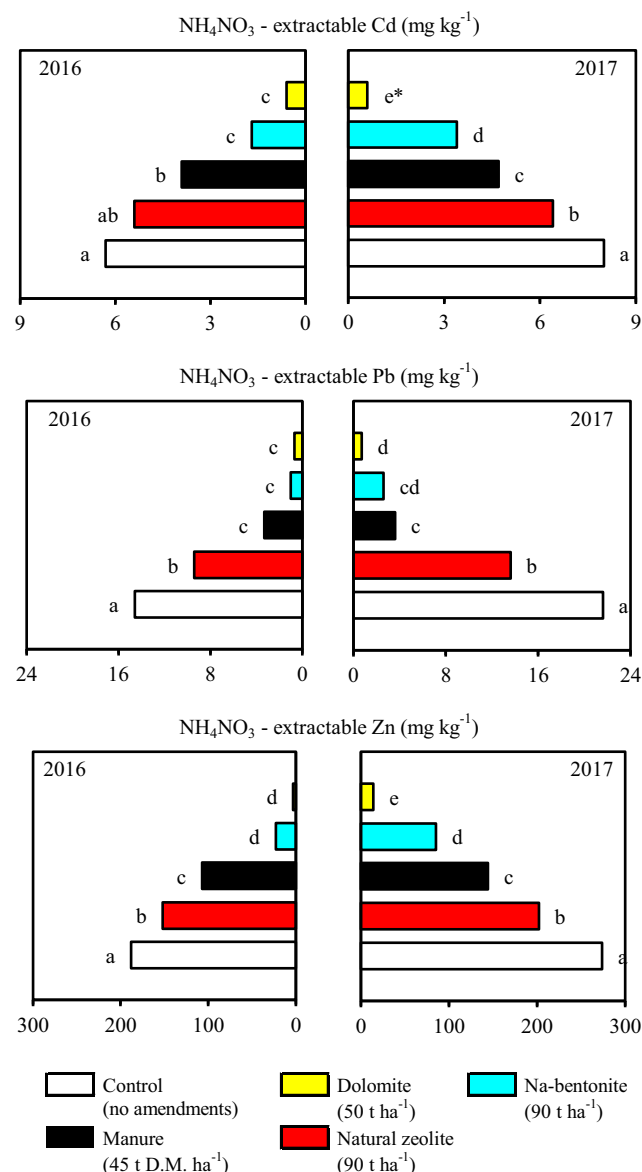 NH₄NO₃ - extractable Cd (mg kg⁻¹)
2016 2017
c e*
c d
b c
ab b
a a
9 6 3 0 0 3 6 9
NH₄NO₃ - extractable Pb (mg kg⁻¹)
2016 2017
c d
c cd
c c
b b
a a
24 16 8 0 0 8 16 24
NH₄NO₃ - extractable Zn (mg kg⁻¹)
2016 2017
d e
d d
c c
b b
a a
300 200 100 0 0 100 200 300
Control Dolomite Na-bentonite
(no amendments) (50 t ha⁻¹) (90 t ha⁻¹)
Manure Natural zeolite
(45 t D.M. ha⁻¹) (90 t ha⁻¹)